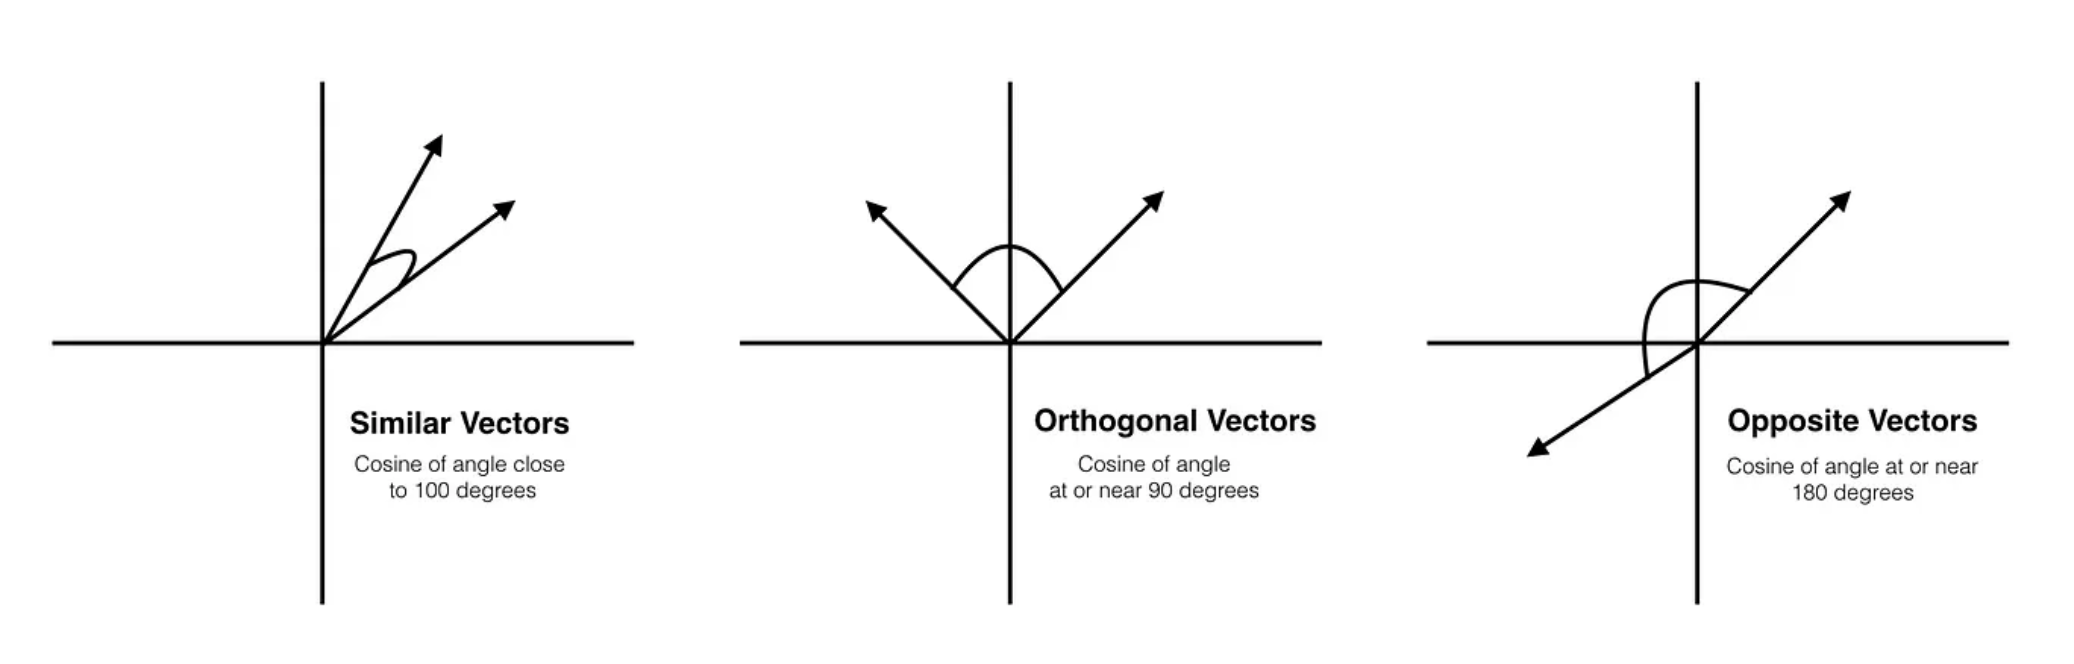 Similar Vectors
Cosine of angle close
to 100 degrees
Orthogonal Vectors
Cosine of angle
at or near 90 degrees
Opposite Vectors
Cosine of angle at or near
180 degrees